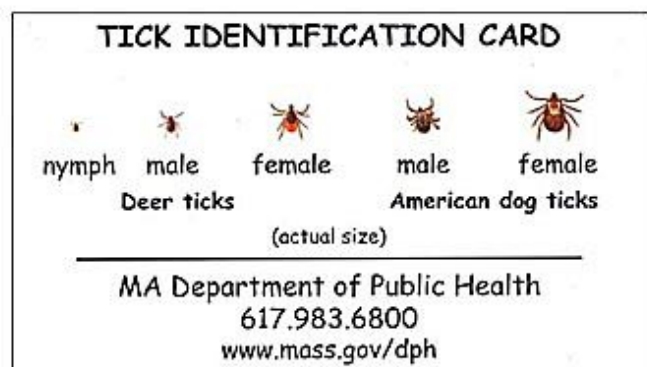 TICK IDENTIFICATION CARD
nymph male female male female
Deer ticks American dog ticks
(actual size)
MA Department of Public Health
617.983.6800
www.mass.gov/dph